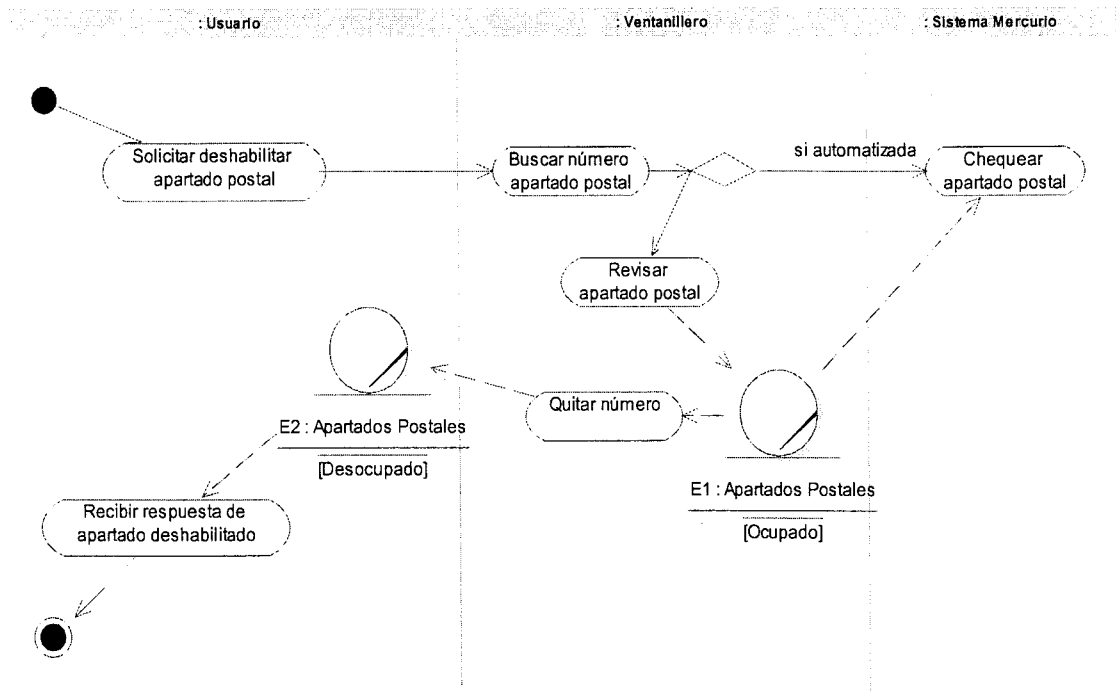 : Usuario
: Ventanillero
: Sistema Mercurio
Solicitar deshabilitar
apartado postal
Buscar número
apartado postal
si automatizada
Chequear
apartado postal
Revisar
apartado postal
Quitar número
E2 : Apartados Postales
[Desocupado]
E1 : Apartados Postales
[Ocupado]
Recibir respuesta de
apartado deshabilitado